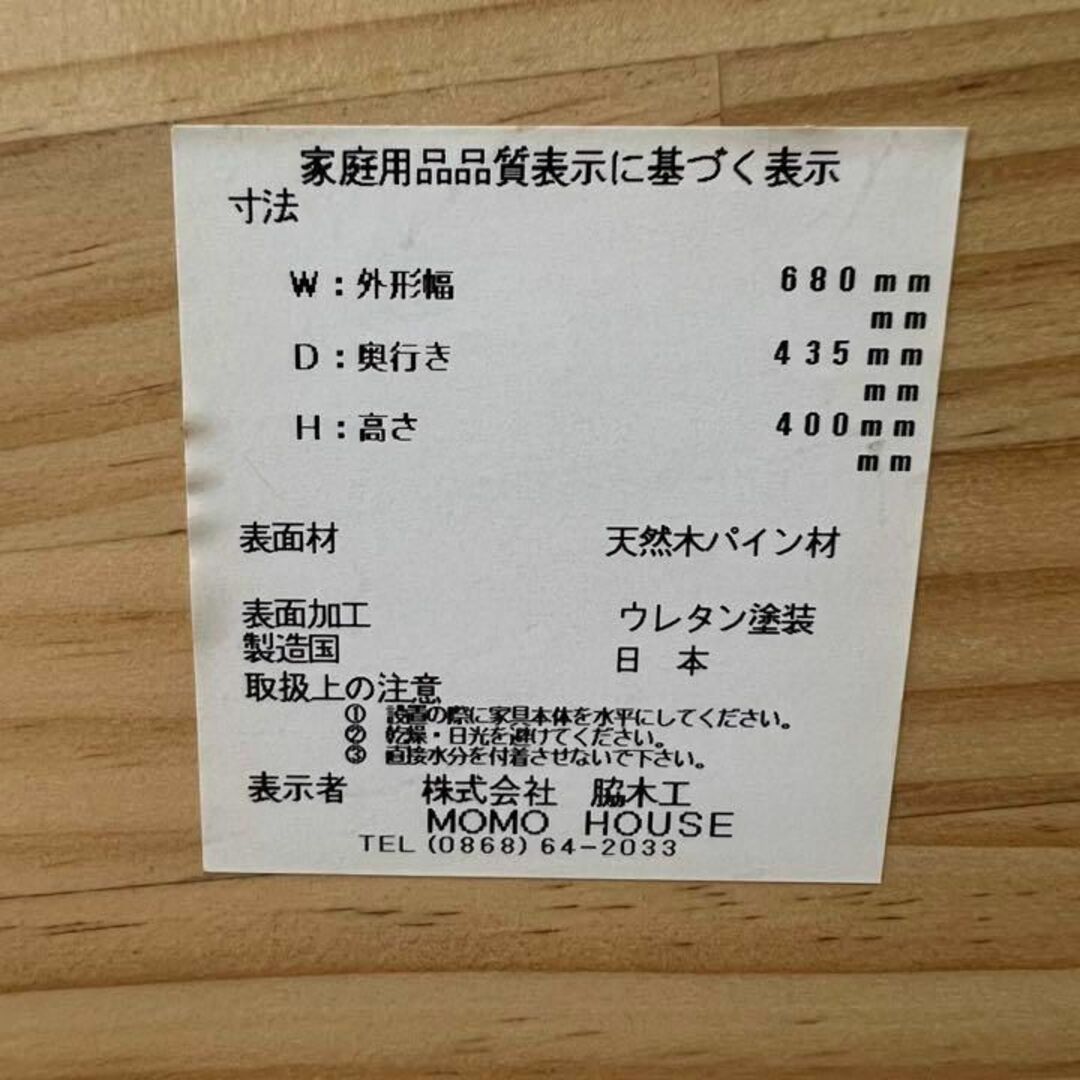 家庭用品品質表示に基づく表示
寸法
W：外形幅 680mm
mm
D：奥行き 435mm
mm
H：高さ 400mm
mm
表面材 天然木パイン材
表面加工 ウレタン塗装
製造国 日 本
取扱上の注意
① 設置の際に家具本体を水平にしてください。
② 乾燥・日光を避けてください。
③ 直接水分を付着させないで下さい。
表示者 株式会社 脇木工
MOMO HOUSE
TEL (0868) 64-2033